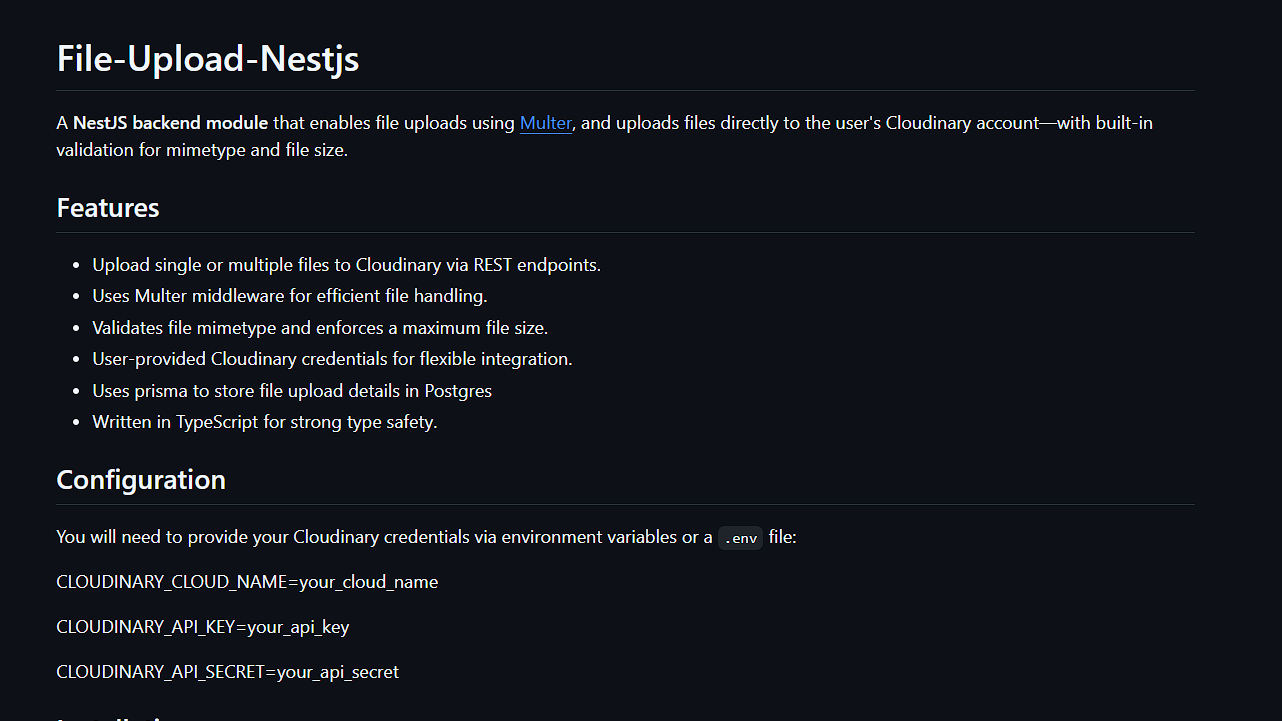 File-Upload-Nestjs
A NestJS backend module that enables file uploads using Multer, and uploads files directly to the user's Cloudinary account—with built-in
validation for mimetype and file size.
Features
• Upload single or multiple files to Cloudinary via REST endpoints.
• Uses Multer middleware for efficient file handling.
• Validates file mimetype and enforces a maximum file size.
• User-provided Cloudinary credentials for flexible integration.
• Uses prisma to store file upload details in Postgres
• Written in TypeScript for strong type safety.
Configuration
You will need to provide your Cloudinary credentials via environment variables or a .env file:
CLOUDINARY_CLOUD_NAME=your_cloud_name
CLOUDINARY_API_KEY=your_api_key
CLOUDINARY_API_SECRET=your_api_secret